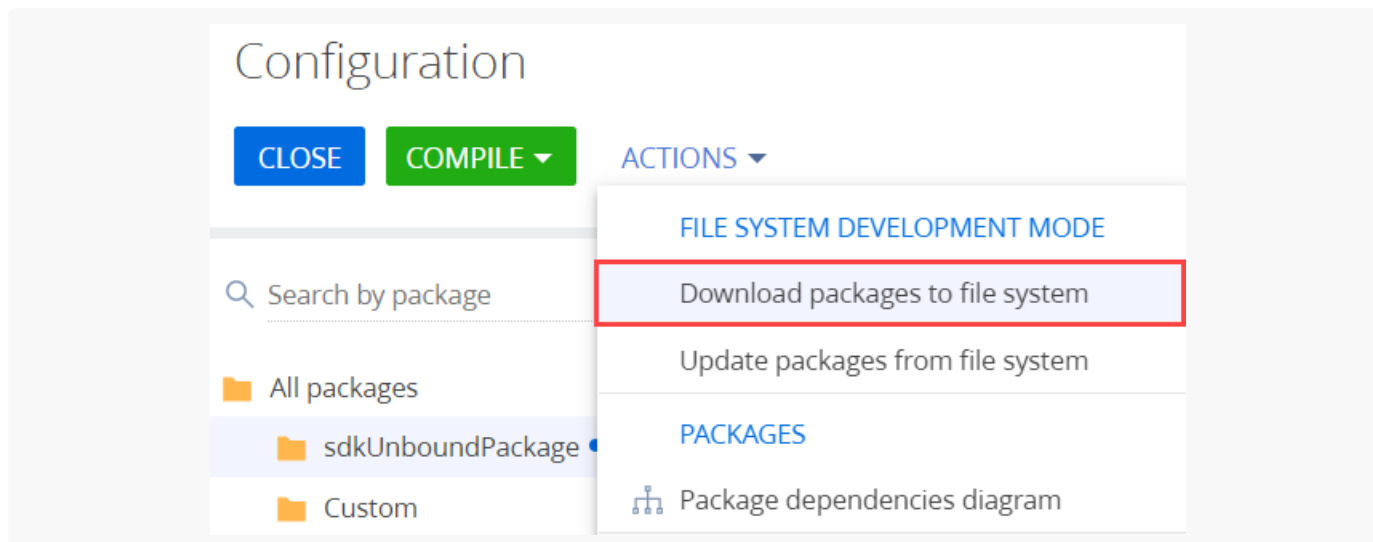 Configuration
CLOSE
COMPILE
ACTIONS
FILE SYSTEM DEVELOPMENT MODE
Download packages to file system
Update packages from file system
PACKAGES
Package dependencies diagram
Search by package
All packages
sdkUnboundPackage
Custom